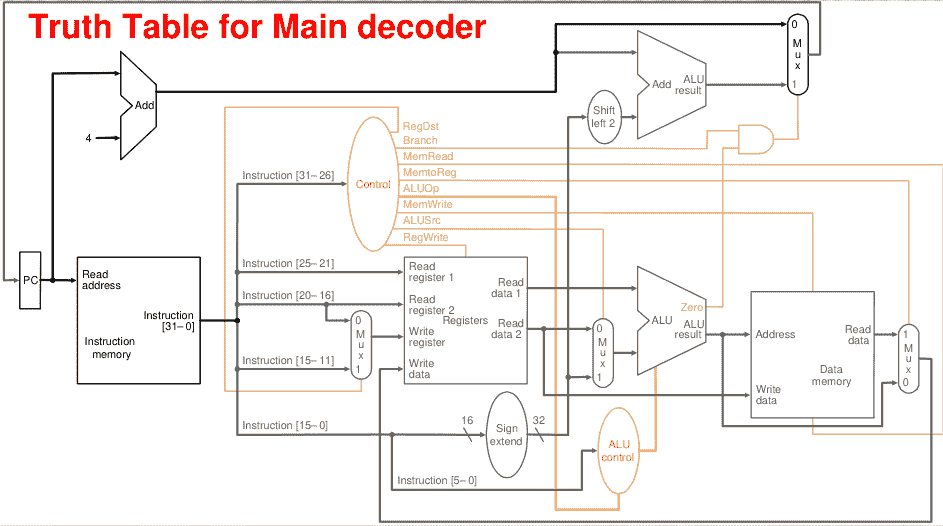 Truth Table for Main decoder
0
M
u
x
1
Add
ALU
result
Add
4
Shift
left 2
RegDst
Branch
MemRead
MemtoReg
ALUOp
MemWrite
ALUSrc
RegWrite
Control
Instruction [31–26]
Instruction [25–21]
Instruction [20–16]
Instruction [15–11]
Instruction [15–0]
Instruction [5–0]
PC
Read
address
Instruction
[31–0]
Instruction
memory
0
M
u
x
1
Read
register 1
Read
register 2
Write
register
Write
data
Registers
Read
data 1
Read
data 2
0
M
u
x
1
Zero
ALU
ALU
result
Address
Write
data
Read
data
Data
memory
1
M
u
x
0
16
Sign
extend
32
ALU
control